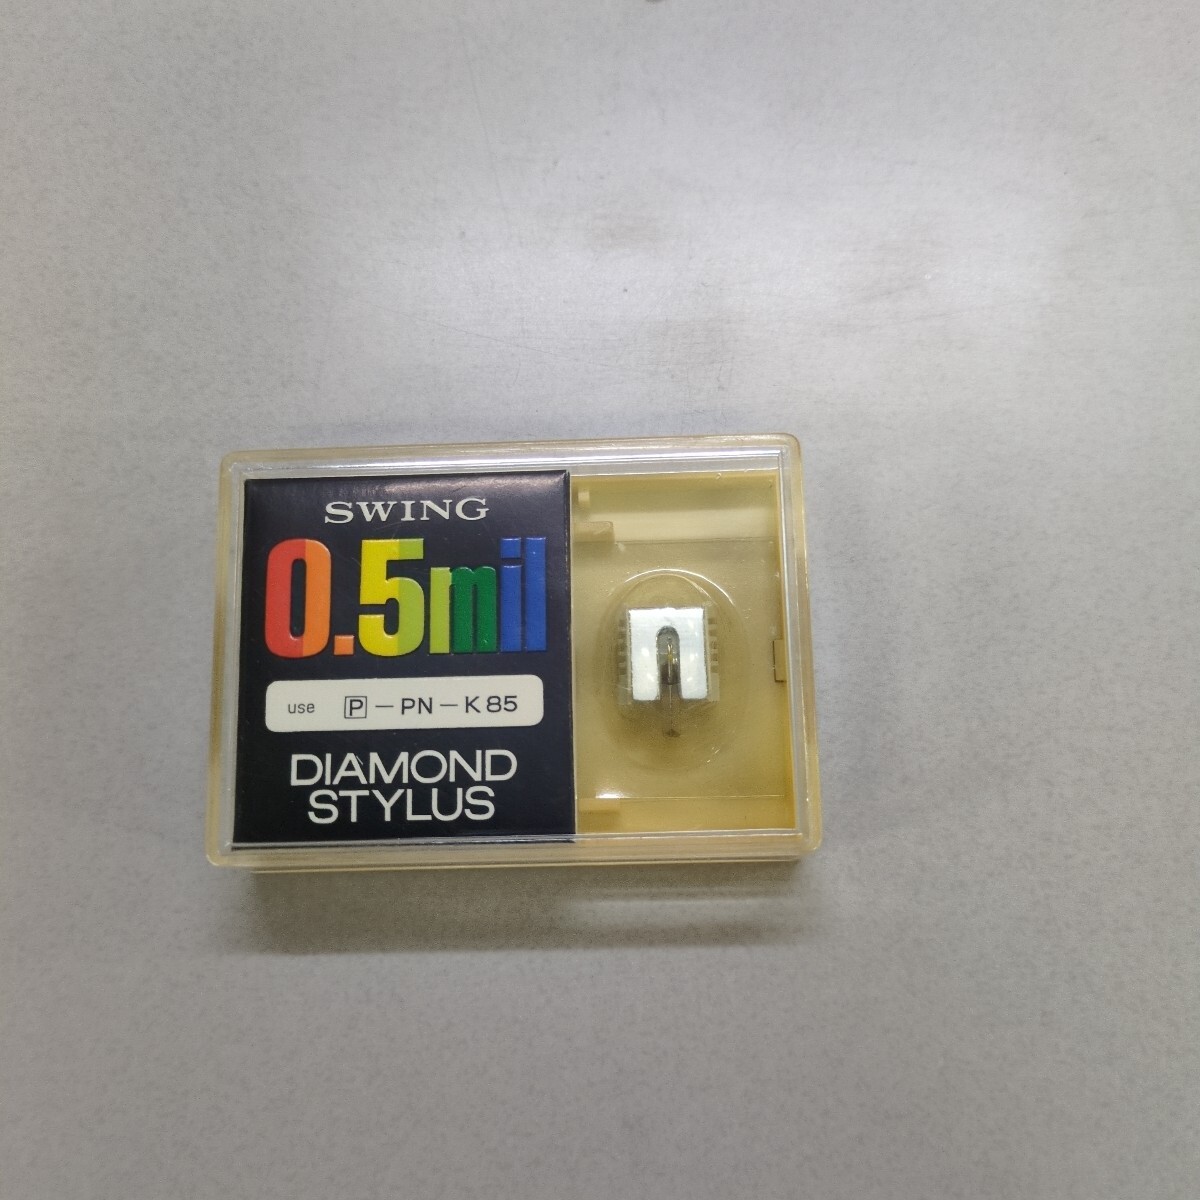 SWING
0.5mil
use P-PN-K85
DIAMOND
STYLUS